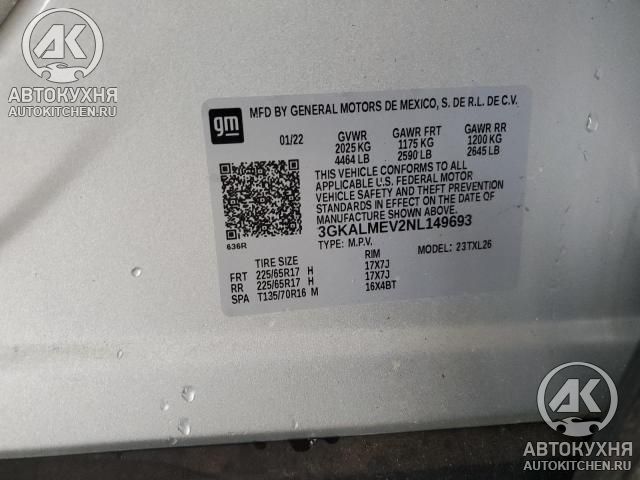 AK
АВТОКУХНЯ
AUTOKITCHEN.RU
gm
MFD BY GENERAL MOTORS DE MEXICO, S. DE R.L. DE C.V.
01/22 GVWR GAWR FRT GAWR RR
2025 KG 1175 KG 1200 KG
4464 LB 2590 LB 2645 LB
THIS VEHICLE CONFORMS TO ALL
APPLICABLE U.S. FEDERAL MOTOR
VEHICLE SAFETY AND THEFT PREVENTION
STANDARDS IN EFFECT ON THE DATE OF
MANUFACTURE SHOWN ABOVE.
3GKALMEV2NL149693
636R TYPE: M.P.V. MODEL: 23TXL26
TIRE SIZE RIM
FRT 225/65R17 H 17X7J
RR 225/65R17 H 17X7J
SPA T135/70R16 M 16X4BT
AK
АВТОКУХНЯ
AUTOKITCHEN.RU